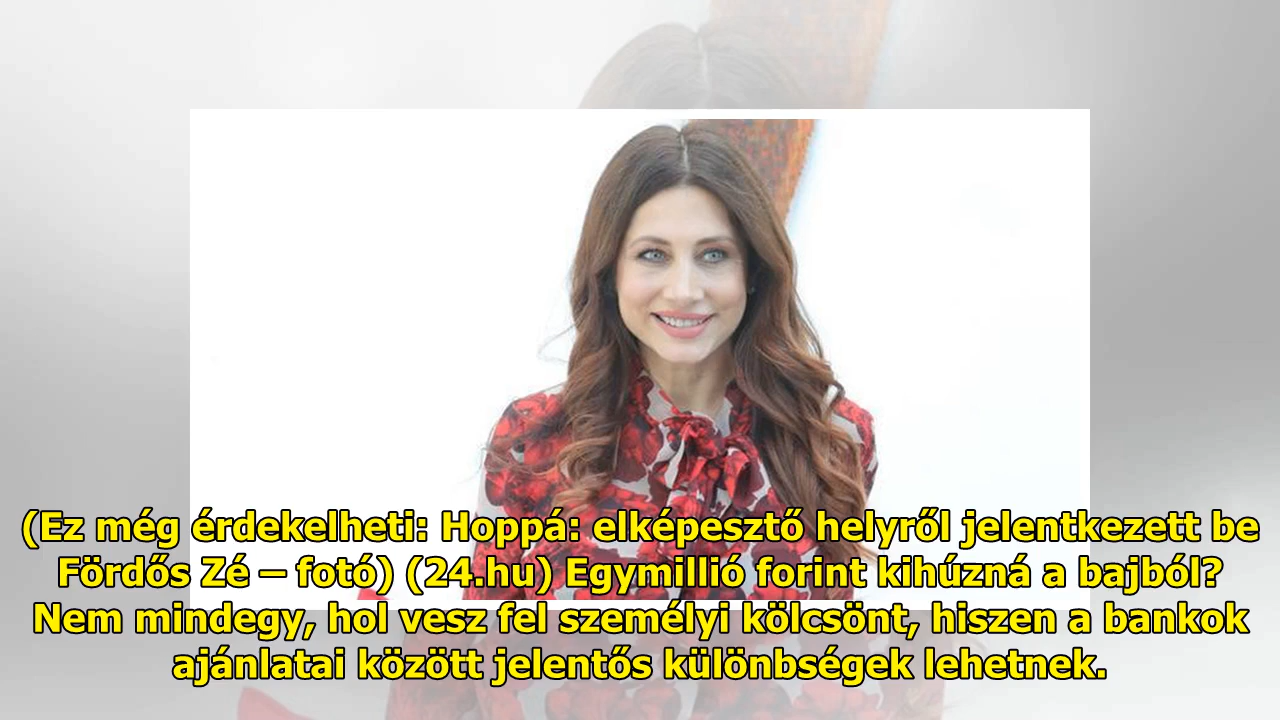 (Ez még érdekelheti: Hoppá: elképesztő helyről jelentkezett be
Fördős Zé – fotó) (24.hu) Egymillió forint kihúzná a bajból?
Nem mindegy, hol vesz fel személyi kölcsönt, hiszen a bankok
ajánlatai között jelentős különbségek lehetnek.